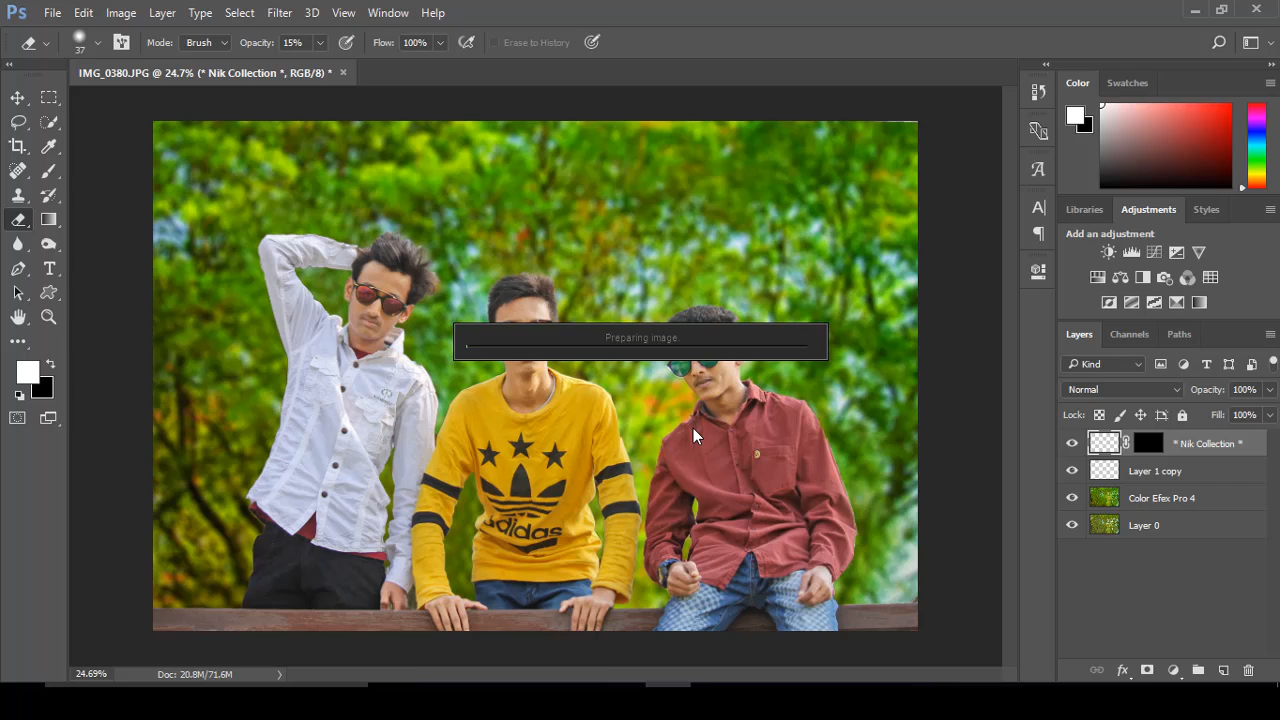 Ps File Edit Image Layer Type Select Filter 3D View Window Help
37 Mode: Brush Opacity: 15% Flow: 100% Erase to History
IMG_0380.JPG @ 24.7% (* Nik Collection *, RGB/8) * ×
Color Swatches
Libraries Adjustments Styles
Add an adjustment
Preparing image.
adidas
Layers Channels Paths
Kind
Normal Opacity: 100%
Lock: Fill: 100%
* Nik Collection *
Layer 1 copy
Color Efex Pro 4
Layer 0
24.69% Doc: 20.8M/71.6M